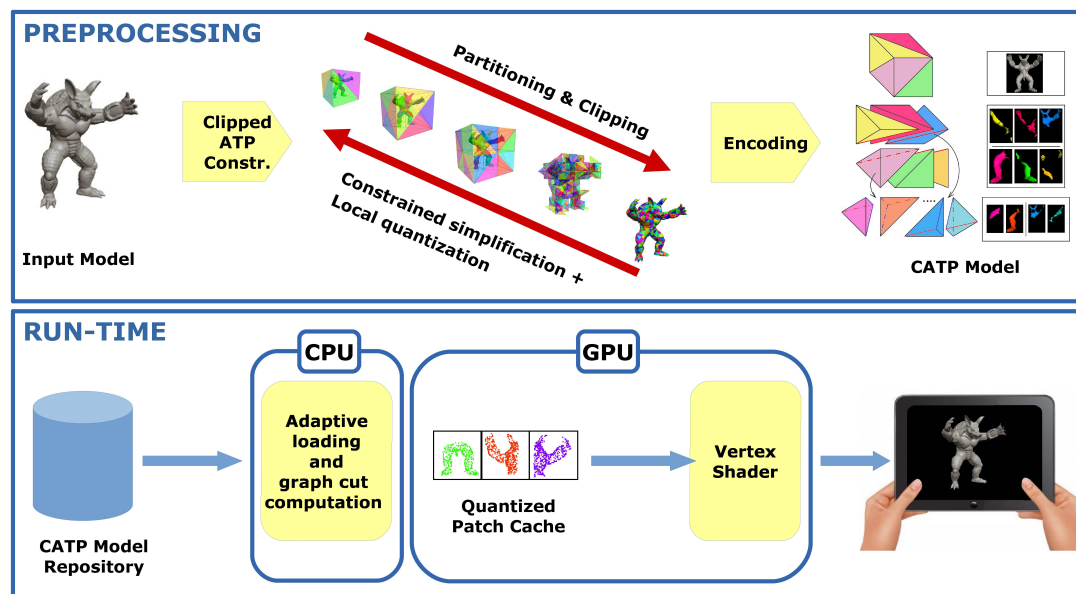 PREPROCESSING
Input Model
Clipped
ATP
Constr.
Partitioning & Clipping
Constrained simplification +
Local quantization
Encoding
....
CATP Model
RUN-TIME
CATP Model
Repository
CPU
Adaptive
loading
and
graph cut
computation
GPU
Quantized
Patch Cache
Vertex
Shader